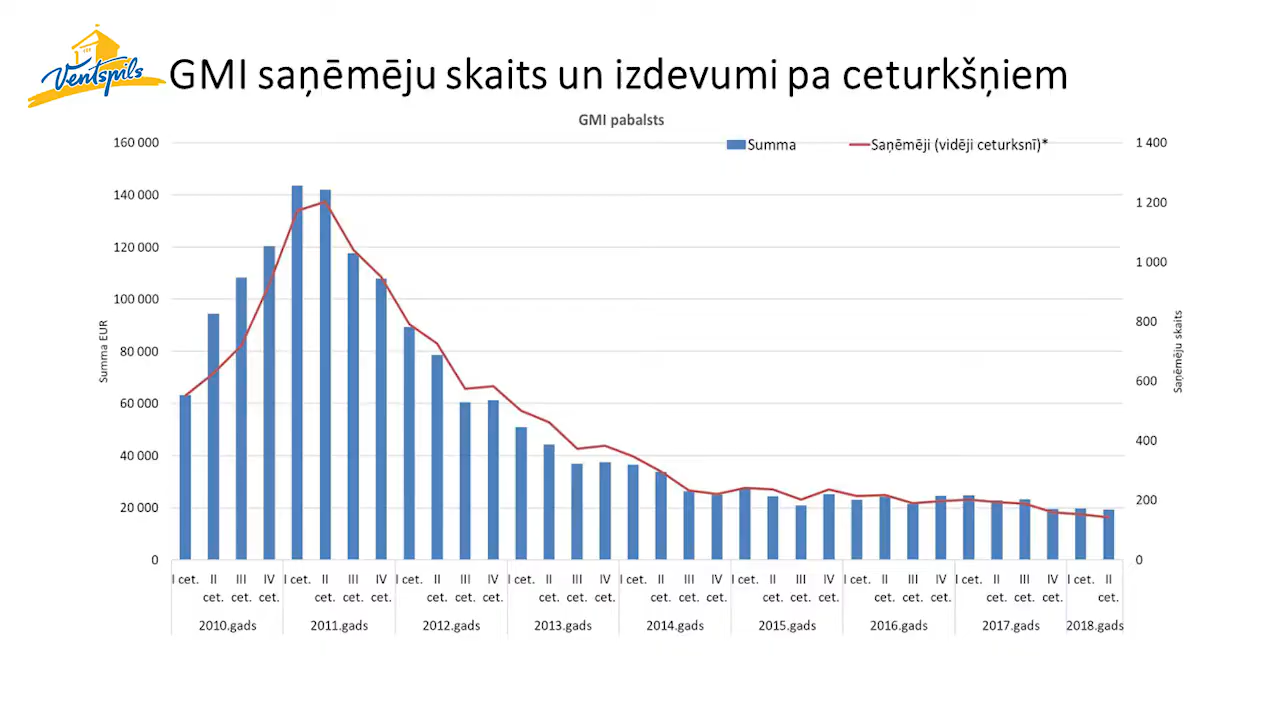 Ventspils
GMI saņēmēju skaits un izdevumi pa ceturkšņiem
GMI pabalsts
Summa
Saņēmēji (vidēji ceturksnī)*
160 000
140 000
120 000
100 000
80 000
60 000
40 000
20 000
0
Summa EUR
1 400
1 200
1 000
800
600
400
200
0
Saņēmēju skaits
I cet. II cet. III cet. IV cet. I cet. II cet. III cet. IV cet. I cet. II cet. III cet. IV cet. I cet. II cet. III cet. IV cet. I cet. II cet. III cet. IV cet. I cet. II cet. III cet. IV cet. I cet. II cet. III cet. IV cet. I cet. II cet. III cet. IV cet. I cet. II cet.
2010.gads 2011.gads 2012.gads 2013.gads 2014.gads 2015.gads 2016.gads 2017.gads 2018.gads